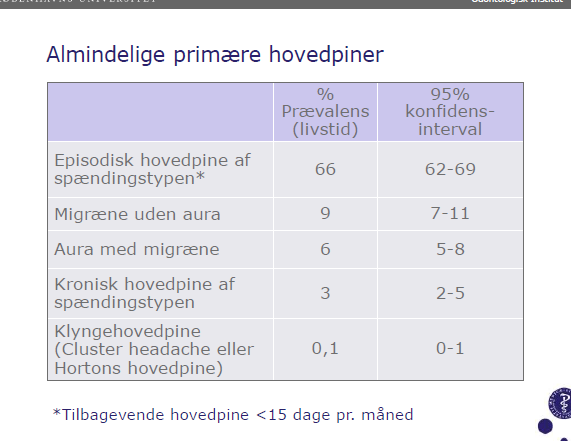 Odontologisk Institut
Almindelige primære hovedpiner
%
Prævalens
(livstid)
95%
konfidens-
interval
Episodisk hovedpine af
spændingstypen*
66
62-69
Migræne uden aura
9
7-11
Aura med migræne
6
5-8
Kronisk hovedpine af
spændingstypen
3
2-5
Klyngehovedpine
(Cluster headache eller
Hortons hovedpine)
0,1
0-1
*Tilbagevende hovedpine <15 dage pr. måned